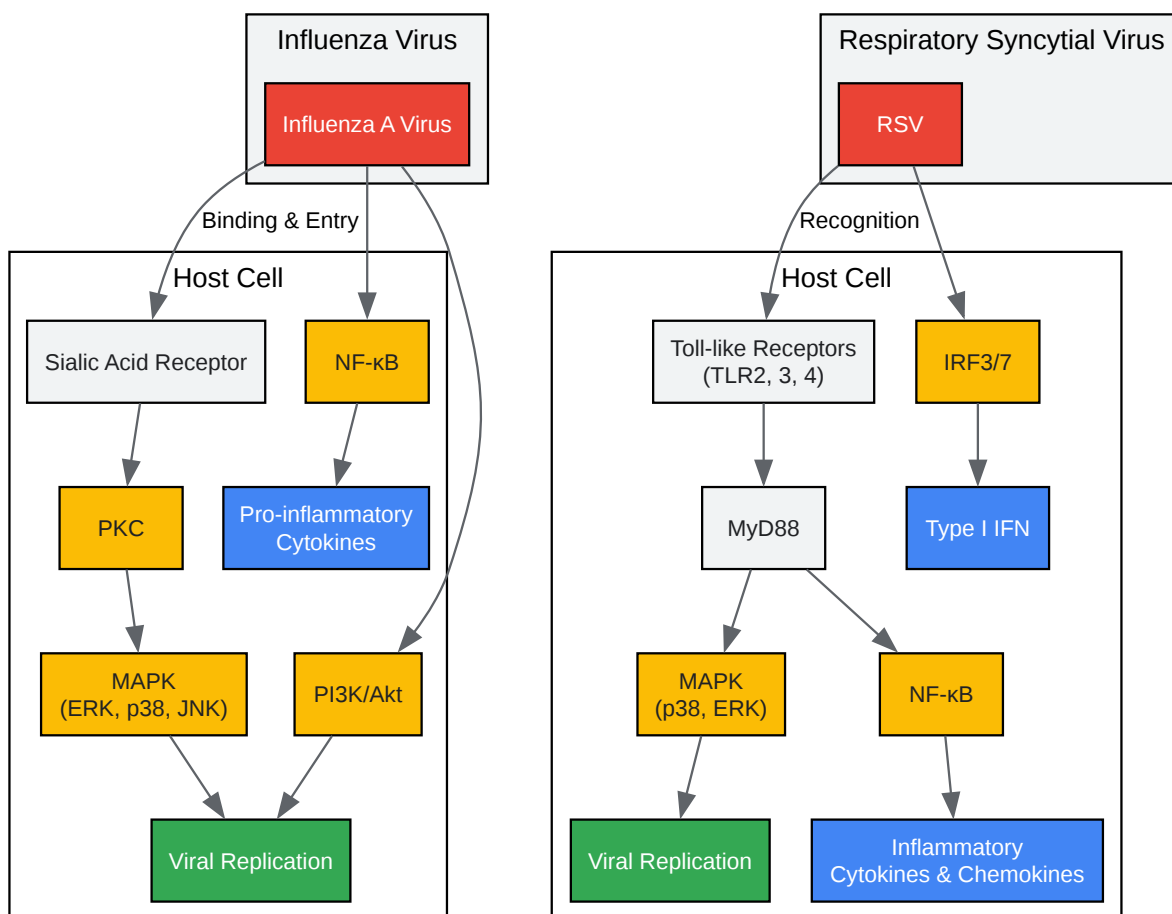 Influenza Virus
Influenza A Virus
Binding & Entry
Host Cell
Sialic Acid Receptor
NF-κB
PKC
Pro-inflammatory
Cytokines
MAPK
(ERK, p38, JNK)
PI3K/Akt
Viral Replication
Respiratory Syncytial Virus
RSV
Recognition
Host Cell
Toll-like Receptors
(TLR2, 3, 4)
IRF3/7
MyD88
Type I IFN
MAPK
(p38, ERK)
NF-κB
Viral Replication
Inflammatory
Cytokines & Chemokines